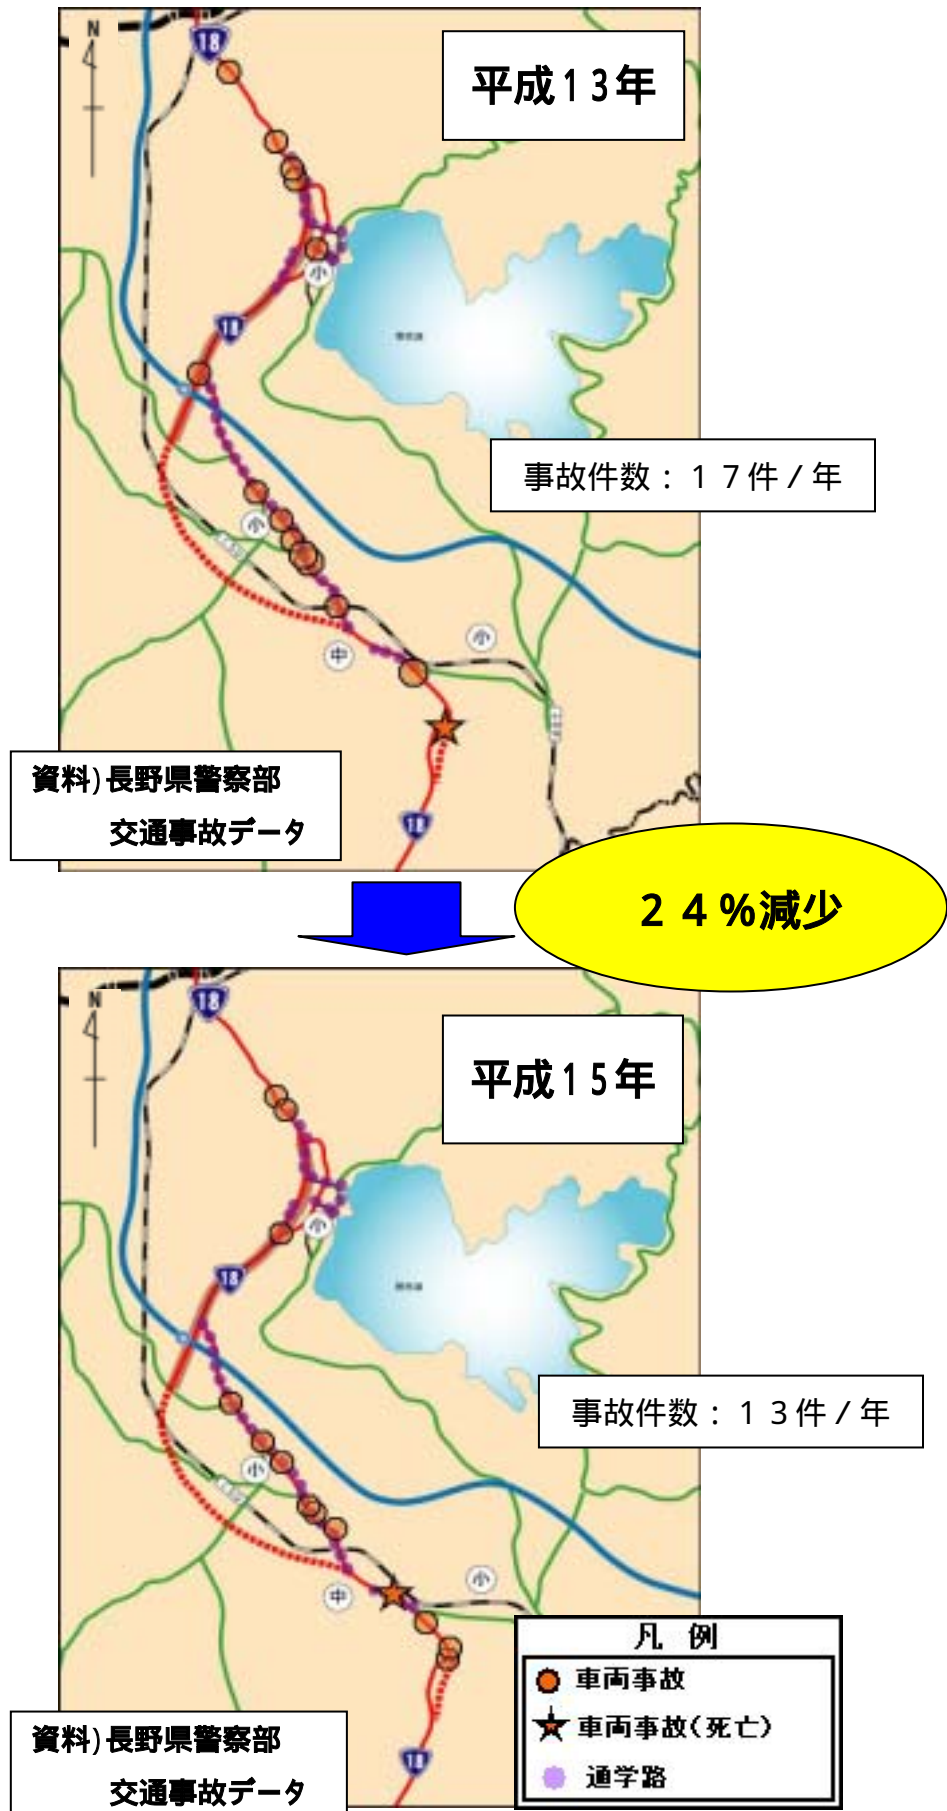 N
18
平成13年
小
18
事故件数：１７件／年
小
小
中
資料)長野県警察部
交通事故データ
18
２４％減少
N
18
平成15年
小
18
事故件数：１３件／年
小
小
中
凡 例
車両事故
車両事故(死亡)
通学路
資料)長野県警察部
交通事故データ
18